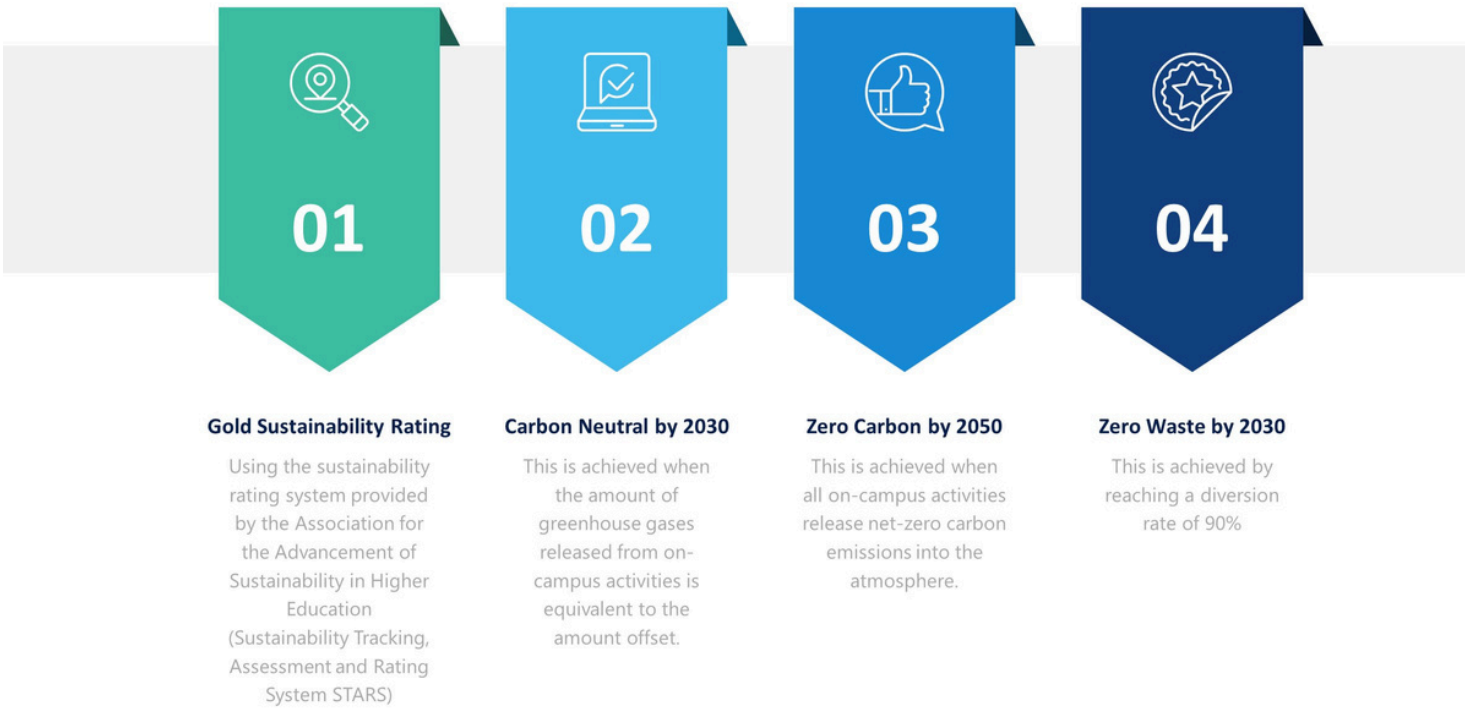 01
Gold Sustainability Rating
Using the sustainability
rating system provided
by the Association for
the Advancement of
Sustainability in Higher
Education
(Sustainability Tracking,
Assessment and Rating
System STARS)
02
Carbon Neutral by 2030
This is achieved when
the amount of
greenhouse gases
released from on-
campus activities is
equivalent to the
amount offset.
03
Zero Carbon by 2050
This is achieved when
all on-campus activities
release net-zero carbon
emissions into the
atmosphere.
04
Zero Waste by 2030
This is achieved by
reaching a diversion
rate of 90%